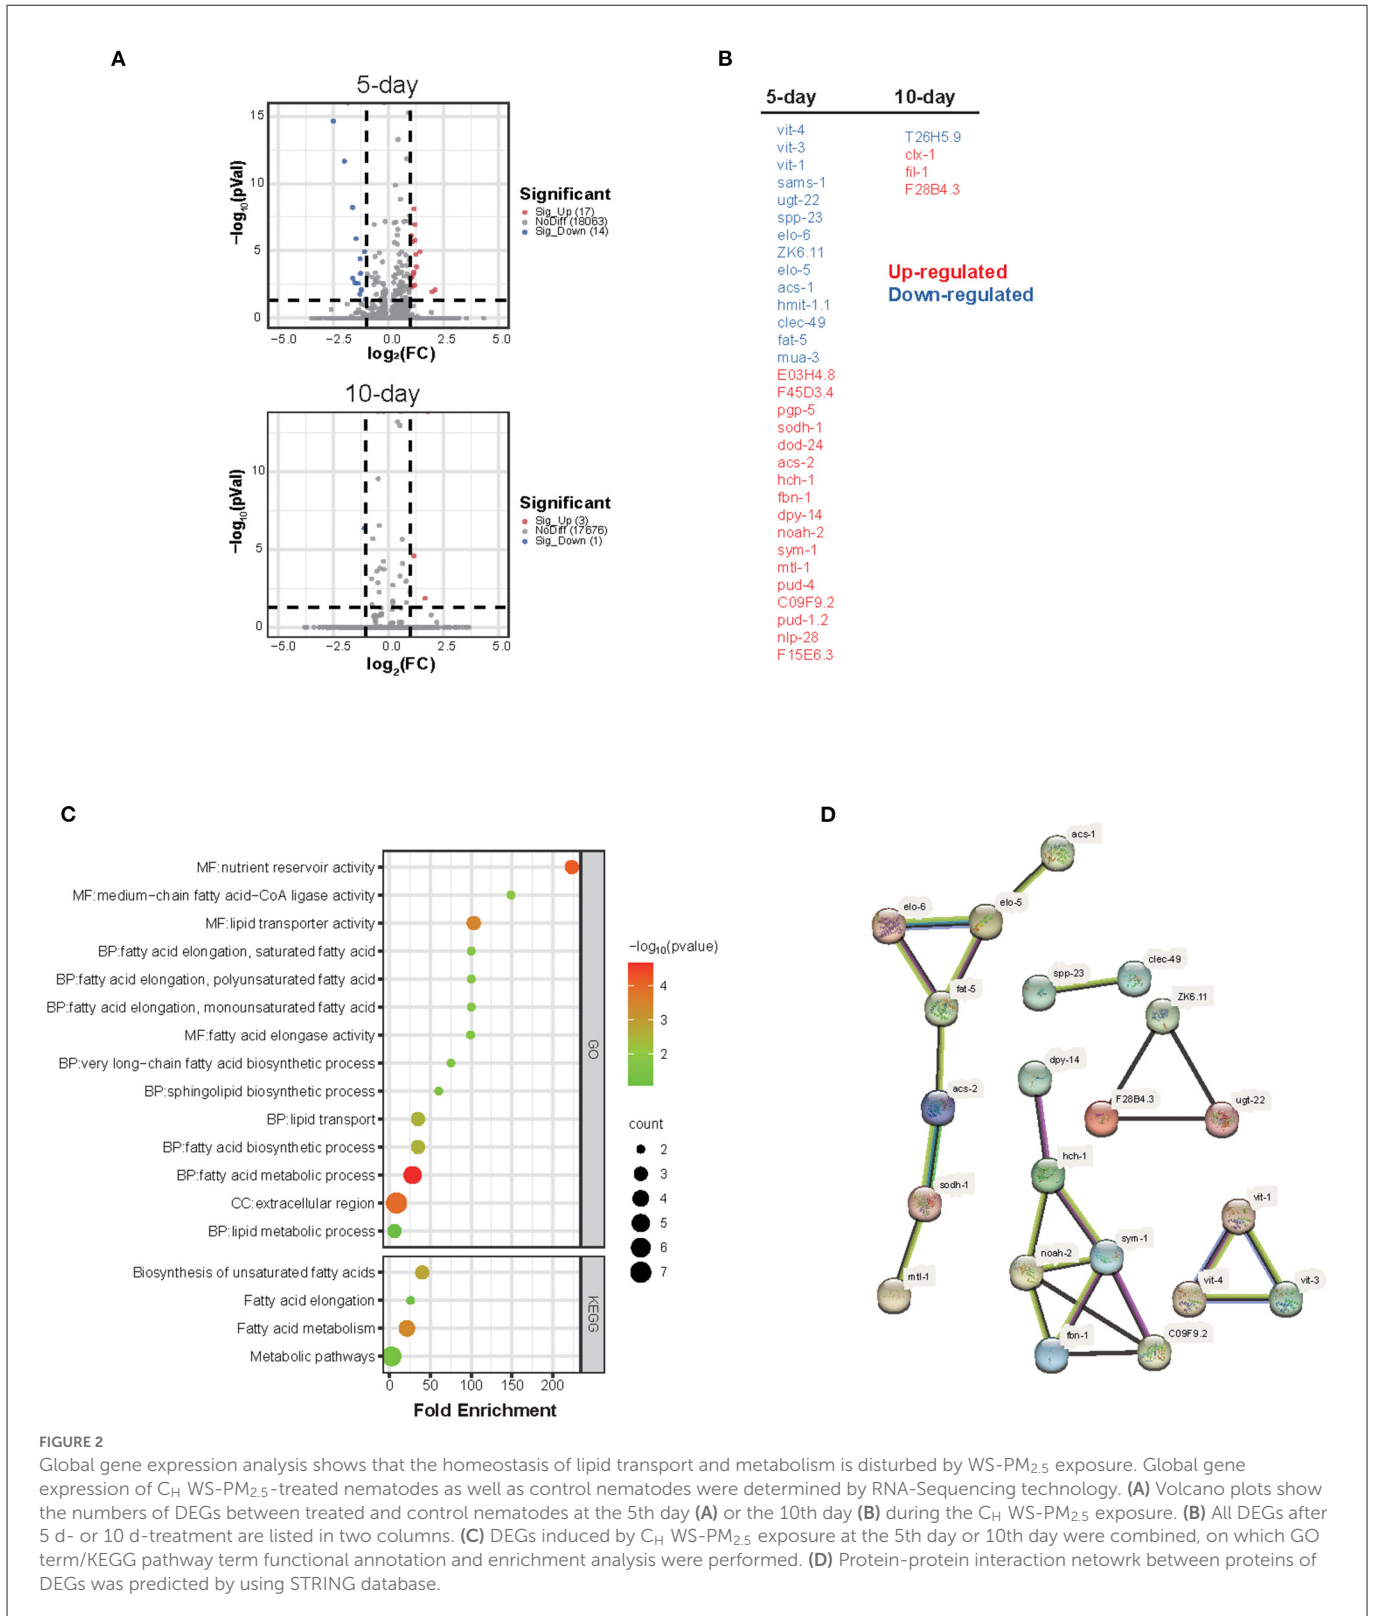 A
5-day
15
10
5
0
−log10(pVal)
−5.0 −2.5 0.0 2.5 5.0
log2(FC)
Significant
Sig_Up (17)
NoDiff (18063)
Sig_Down (14)
10-day
10
5
0
−log10(pVal)
−5.0 −2.5 0.0 2.5 5.0
log2(FC)
Significant
Sig_Up (3)
NoDiff (17676)
Sig_Down (1)
B
5-day 10-day
vit-4
vit-3
vit-1
sams-1
ugt-22
spp-23
elo-6
ZK6.11
elo-5
acs-1
hmit-1.1
clec-49
fat-5
mua-3
E03H4.8
F45D3.4
pgp-5
sodh-1
dod-24
acs-2
hch-1
fbn-1
dpy-14
noah-2
sym-1
mtl-1
pud-4
C09F9.2
pud-1.2
nlp-28
F15E6.3
T26H5.9
clx-1
fil-1
F28B4.3
Up-regulated
Down-regulated
C
MF:nutrient reservoir activity
MF:medium−chain fatty acid−CoA ligase activity
MF:lipid transporter activity
BP:fatty acid elongation, saturated fatty acid
BP:fatty acid elongation, polyunsaturated fatty acid
BP:fatty acid elongation, monounsaturated fatty acid
MF:fatty acid elongase activity
BP:very long−chain fatty acid biosynthetic process
BP:sphingolipid biosynthetic process
BP:lipid transport
BP:fatty acid biosynthetic process
BP:fatty acid metabolic process
CC:extracellular region
BP:lipid metabolic process
GO
Biosynthesis of unsaturated fatty acids
Fatty acid elongation
Fatty acid metabolism
Metabolic pathways
KEGG
0 50 100 150 200
Fold Enrichment
−log10(pvalue)
4
3
2
count
2
3
4
5
6
7
D
acs-1
elo-6
elo-5
fat-5
spp-23
clec-49
ZK6.11
dpy-14
acs-2
F28B4.3
ugt-22
hch-1
sodh-1
vit-1
sym-1
noah-2
mtl-1
vit-4
vit-3
fbn-1
C09F9.2
FIGURE 2
Global gene expression analysis shows that the homeostasis of lipid transport and metabolism is disturbed by WS-PM2.5 exposure. Global gene
expression of CH WS-PM2.5-treated nematodes as well as control nematodes were determined by RNA-Sequencing technology. (A) Volcano plots show
the numbers of DEGs between treated and control nematodes at the 5th day (A) or the 10th day (B) during the CH WS-PM2.5 exposure. (B) All DEGs after
5 d- or 10 d-treatment are listed in two columns. (C) DEGs induced by CH WS-PM2.5 exposure at the 5th day or 10th day were combined, on which GO
term/KEGG pathway term functional annotation and enrichment analysis were performed. (D) Protein-protein interaction netowrk between proteins of
DEGs was predicted by using STRING database.